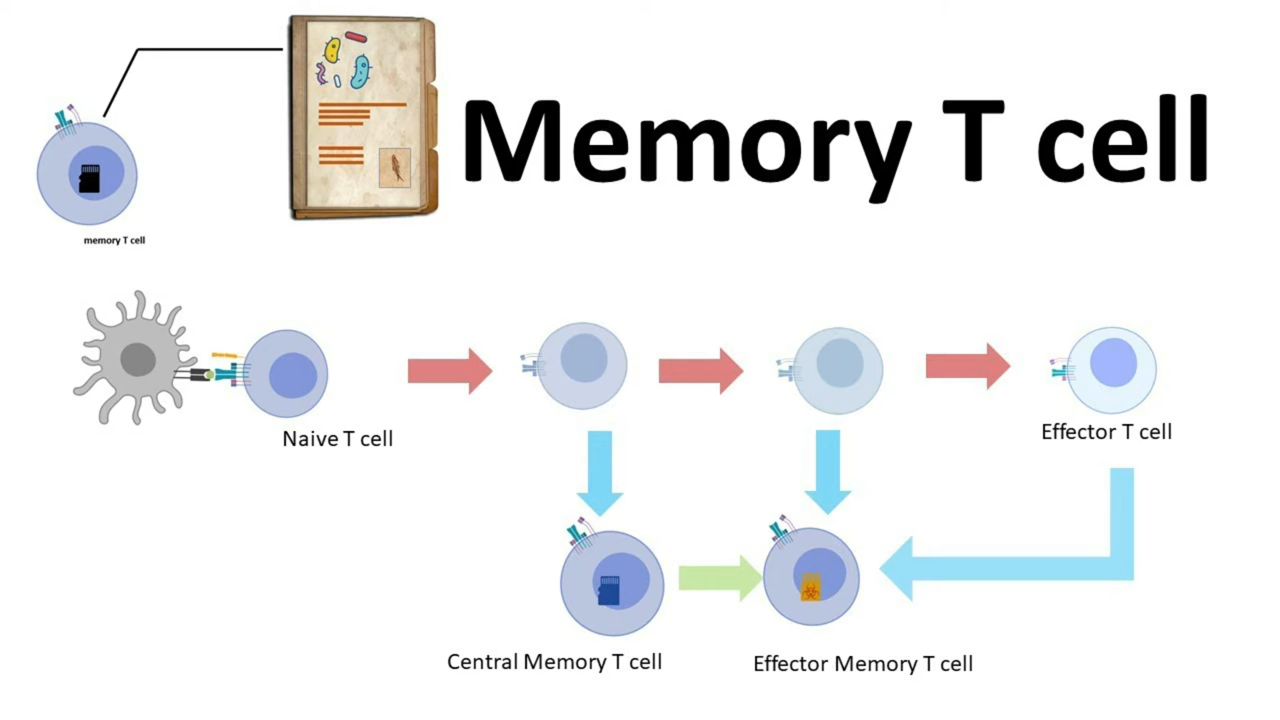 Memory T cell
memory T cell
Naive T cell
Effector T cell
Central Memory T cell
Effector Memory T cell